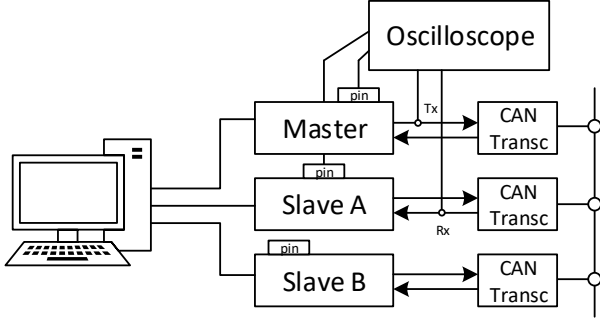 Oscilloscope
pin
Tx
Master
CAN
Transc
pin
Slave A
CAN
Transc
Rx
pin
Slave B
CAN
Transc